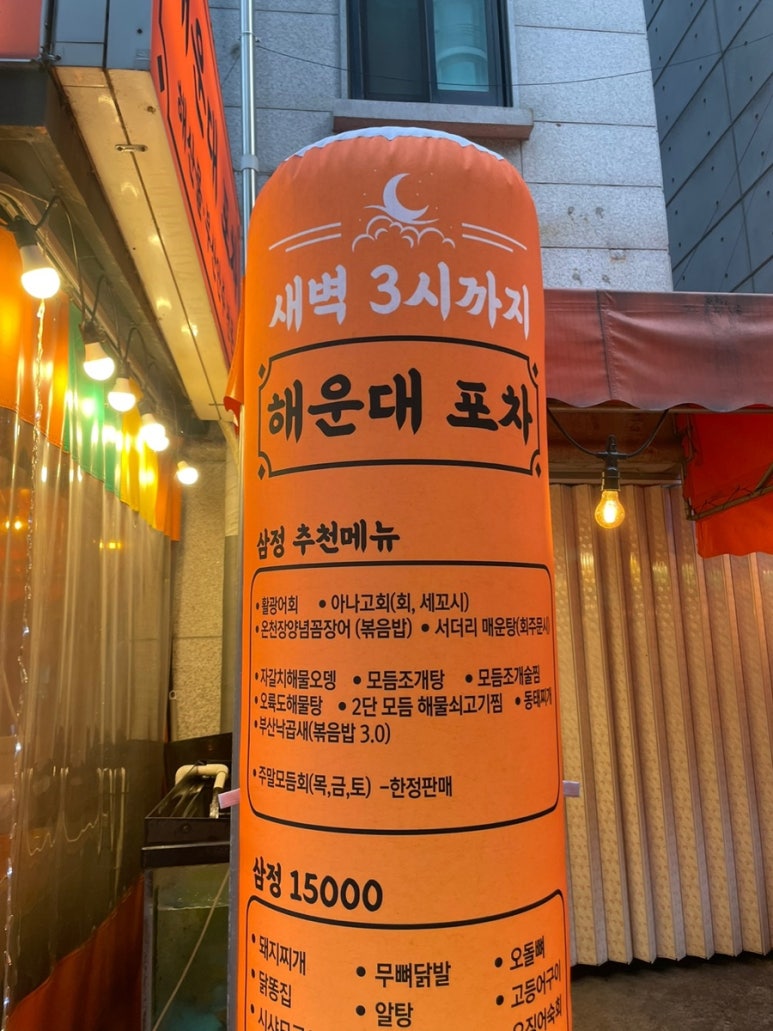 새벽 3시까지
해운대 포차
삼정 추천메뉴
• 활광어회 • 아나고회(회, 세꼬시)
• 온천장양념꼼장어 (볶음밥) • 서더리 매운탕(회주문시)
• 자갈치해물오뎅 • 모듬조개탕 • 모듬조개술찜
• 오륙도해물탕 • 2단 모듬 해물쇠고기찜 • 동태찌개
• 부산낙곱새(볶음밥 3.0)
• 주말모듬회(목,금,토) -한정판매
삼정 15000
• 돼지찌개 • 무뼈닭발 • 오돌뼈
• 닭똥집 • 알탕 • 고등어구이
오징어숙회